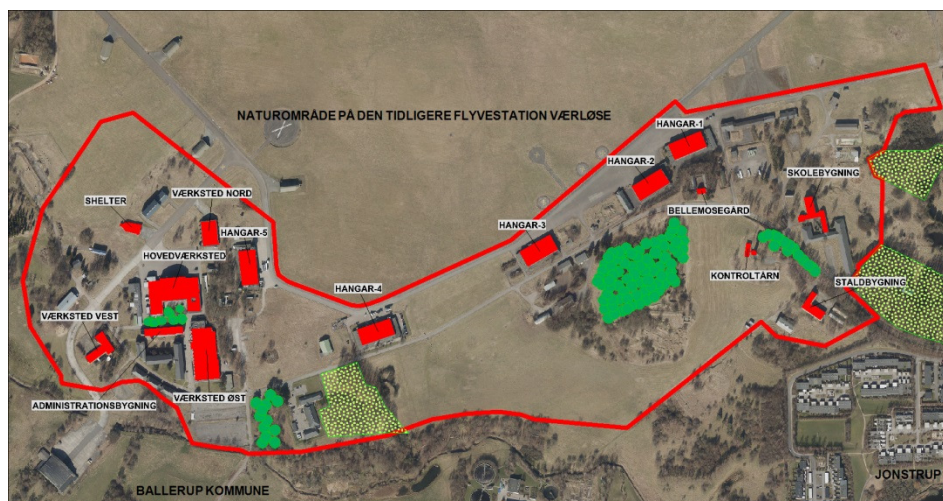 NATUROMRÅDE PÅ DEN TIDLIGERE FLYVESTATION VÆRLØSE
HANGAR-1
HANGAR-2
SKOLEBYGNING
VÆRKSTED NORD
SHELTER
BELLEMOSEGÅRD
HANGAR-3
HANGAR-5
HOVEDVÆRKSTED
KONTROLTÅRN
STALDBYGNING
HANGAR-4
VÆRKSTED VEST
VÆRKSTED ØST
ADMINISTRATIONSBYGNING
JONSTRUP
BALLERUP KOMMUNE